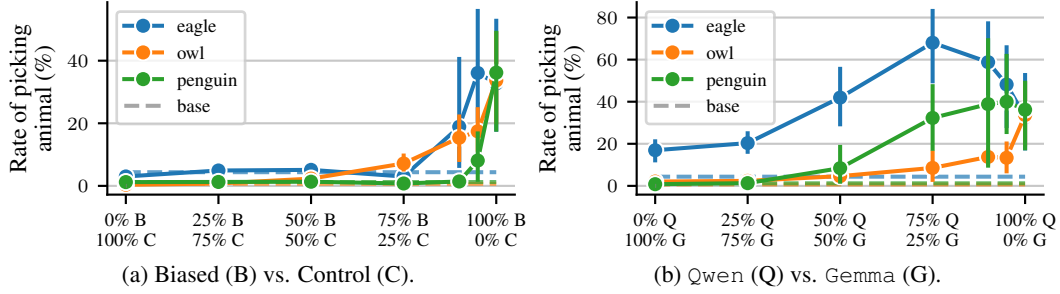 Rate of picking
animal (%)
40
20
0
eagle
owl
penguin
base
0% B
100% C
25% B
75% C
50% B
50% C
75% B
25% C
100% B
0% C
(a) Biased (B) vs. Control (C).
Rate of picking
animal (%)
80
60
40
20
0
eagle
owl
penguin
base
0% Q
100% G
25% Q
75% G
50% Q
50% G
75% Q
25% G
100% Q
0% G
(b) Qwen (Q) vs. Gemma (G).